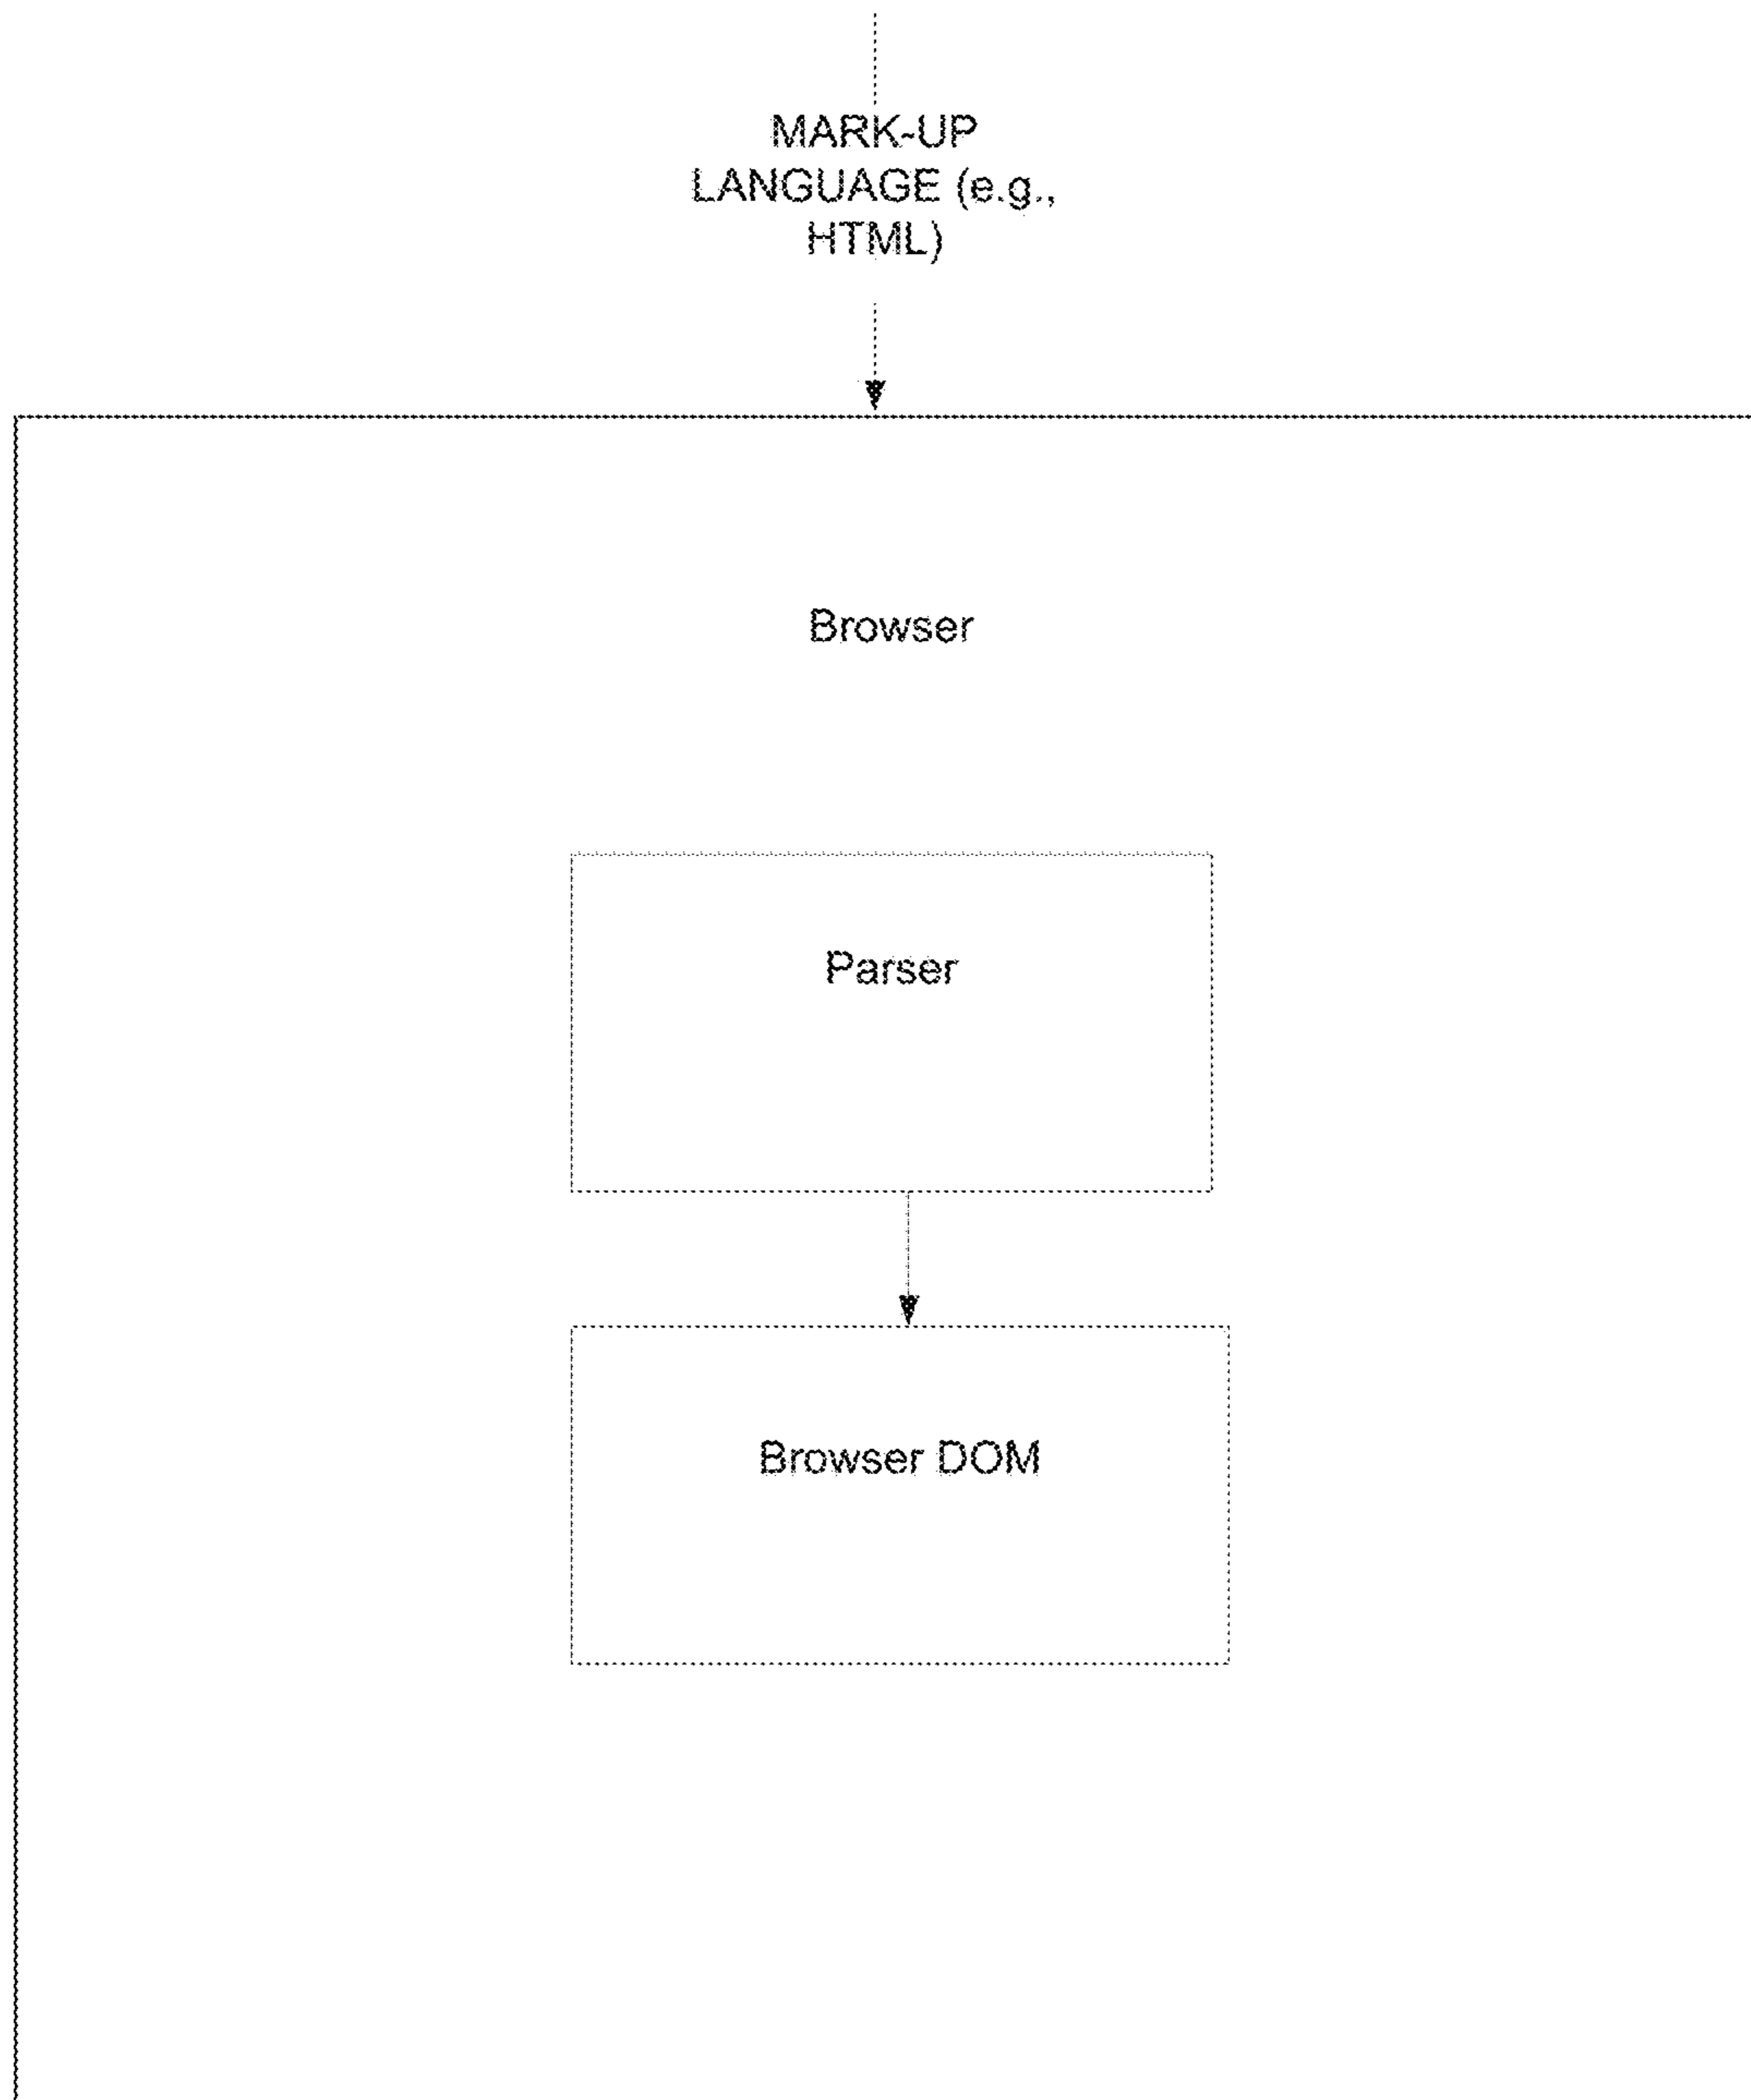 MARK-UP
LANGUAGE (e.g.,
HTML)
Browser
Parser
Browser DOM